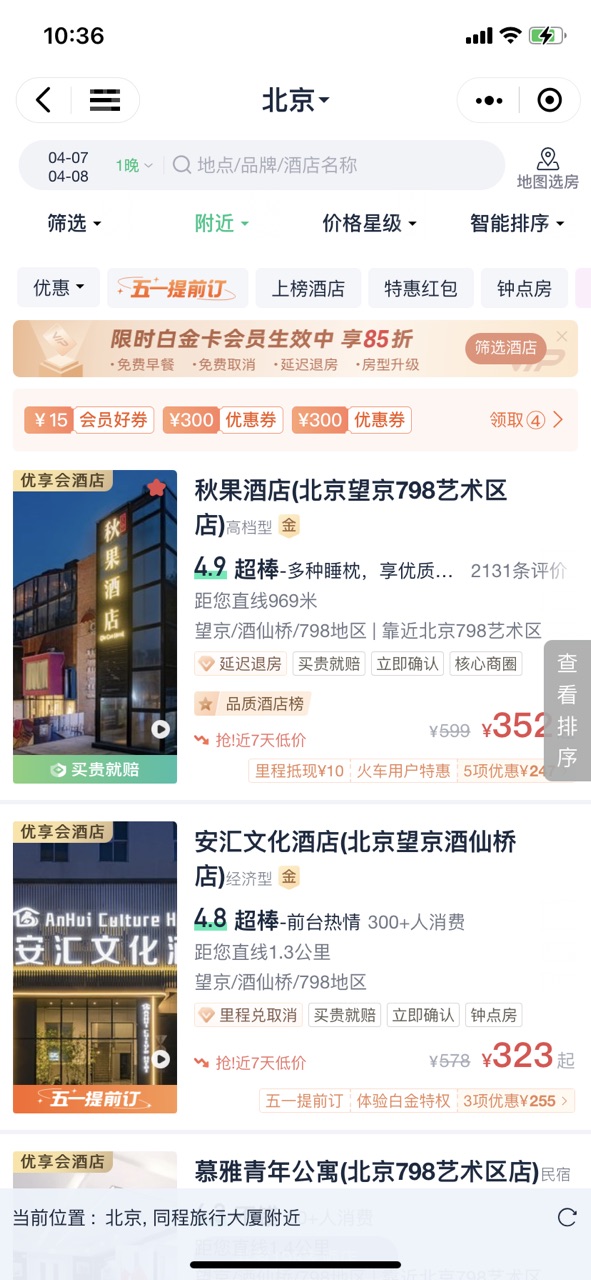 10:36
北京
04-07
04-08
1晚
地点/品牌/酒店名称
地图选房
筛选
附近
价格星级
智能排序
优惠
五一提前订
上榜酒店
特惠红包
钟点房
限时白金卡会员生效中 享85折
·免费早餐 ·免费取消 ·延迟退房 ·房型升级
筛选酒店
¥15 会员好券
¥300 优惠券
¥300 优惠券
领取④
优享会酒店
秋果酒店
买贵就赔
秋果酒店(北京望京798艺术区
店)高档型 金
4.9 超棒-多种睡枕，享优质... 2131条评价
距您直线969米
望京/酒仙桥/798地区 | 靠近北京798艺术区
延迟退房 买贵就赔 立即确认 核心商圈
品质酒店榜
抢!近7天低价
¥599 ¥352
里程抵现¥10 火车用户特惠 5项优惠¥247
查看排序
优享会酒店
AnHui Culture H
安汇文化酒
五一提前订
安汇文化酒店(北京望京酒仙桥
店)经济型 金
4.8 超棒-前台热情 300+人消费
距您直线1.3公里
望京/酒仙桥/798地区
里程兑取消 买贵就赔 立即确认 钟点房
抢!近7天低价
¥578 ¥323起
五一提前订 体验白金特权 3项优惠¥255
优享会酒店
慕雅青年公寓(北京798艺术区店)民宿
当前位置：北京, 同程旅行大厦附近